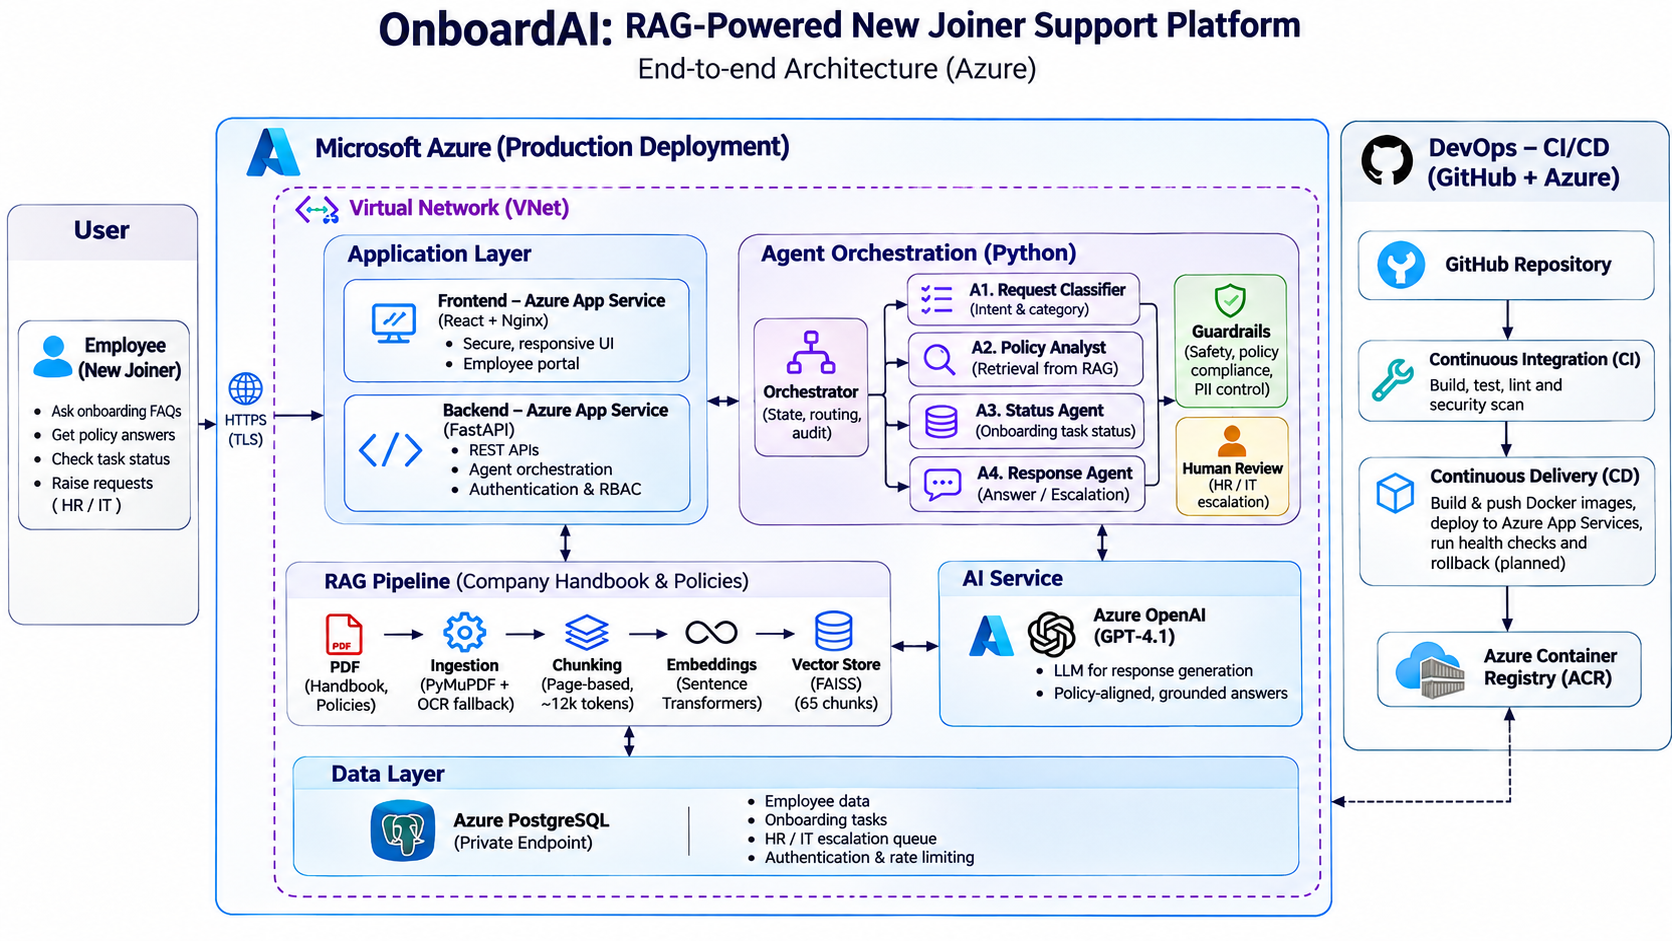 OnboardAI: RAG-Powered New Joiner Support Platform
End-to-end Architecture (Azure)
User
Employee
(New Joiner)
• Ask onboarding FAQs
• Get policy answers
• Check task status
• Raise requests
( HR / IT )
HTTPS
(TLS)
Microsoft Azure (Production Deployment)
Virtual Network (VNet)
Application Layer
Frontend – Azure App Service
(React + Nginx)
• Secure, responsive UI
• Employee portal
Backend – Azure App Service
(FastAPI)
• REST APIs
• Agent orchestration
• Authentication & RBAC
Agent Orchestration (Python)
Orchestrator
(State, routing,
audit)
A1. Request Classifier
(Intent & category)
A2. Policy Analyst
(Retrieval from RAG)
A3. Status Agent
(Onboarding task status)
A4. Response Agent
(Answer / Escalation)
Guardrails
(Safety, policy
compliance,
PII control)
Human Review
(HR / IT
escalation)
RAG Pipeline (Company Handbook & Policies)
PDF
PDF
(Handbook,
Policies)
Ingestion
(PyMuPDF +
OCR fallback)
Chunking
(Page-based,
~12k tokens)
Embeddings
(Sentence
Transformers)
Vector Store
(FAISS)
(65 chunks)
AI Service
Azure OpenAI
(GPT-4.1)
• LLM for response generation
• Policy-aligned, grounded answers
Data Layer
Azure PostgreSQL
(Private Endpoint)
• Employee data
• Onboarding tasks
• HR / IT escalation queue
• Authentication & rate limiting
DevOps – CI/CD
(GitHub + Azure)
GitHub Repository
Continuous Integration (CI)
Build, test, lint and
security scan
Continuous Delivery (CD)
Build & push Docker images,
deploy to Azure App Services,
run health checks and
rollback (planned)
Azure Container
Registry (ACR)